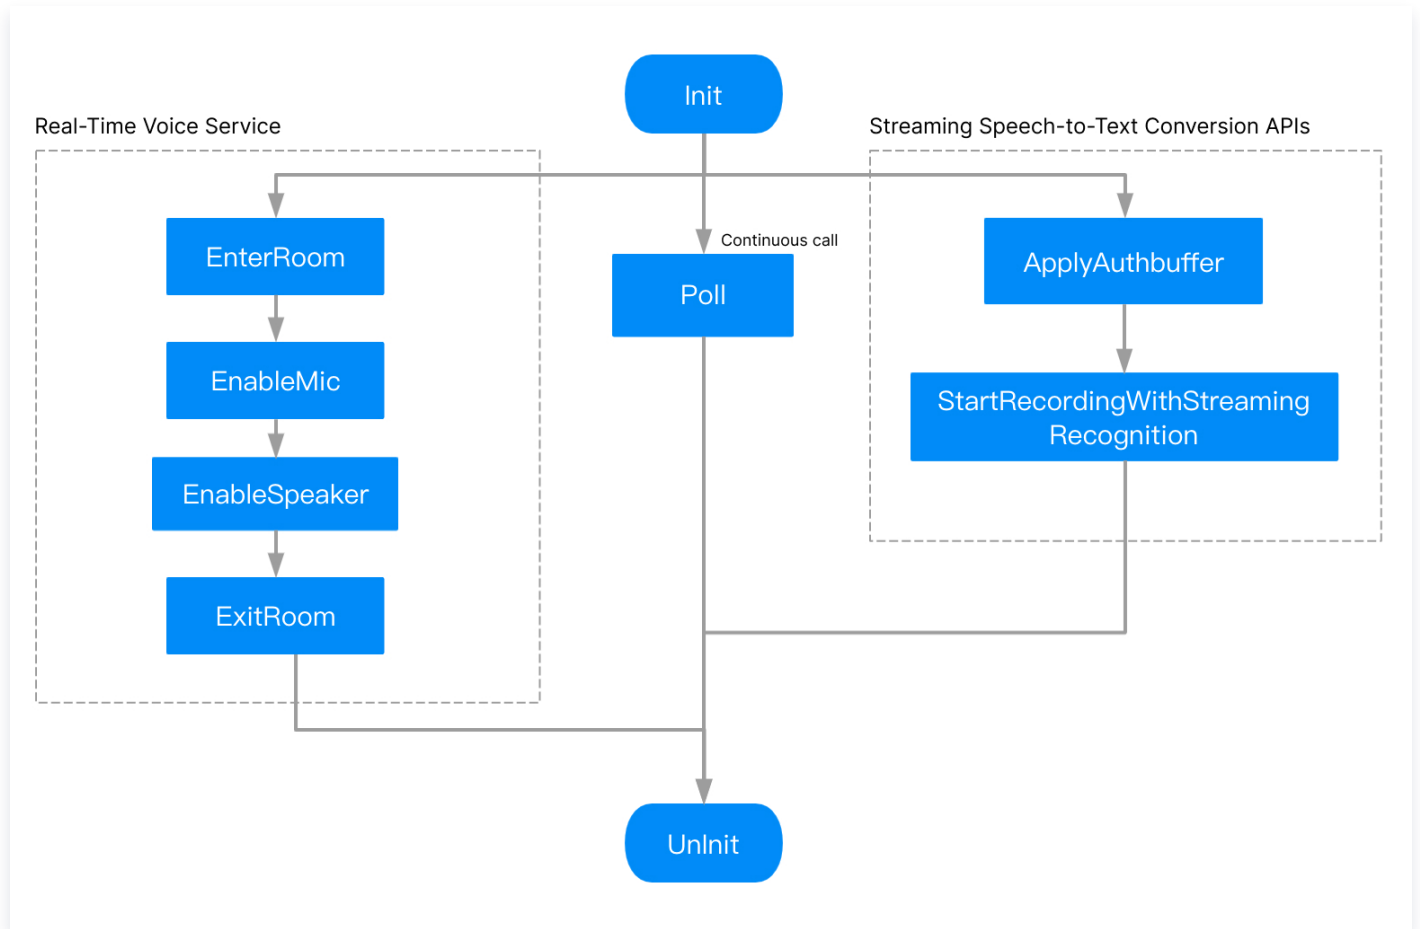 Init
Real-Time Voice Service
Streaming Speech-to-Text Conversion APIs
EnterRoom
EnableMic
EnableSpeaker
ExitRoom
Continuous call
Poll
ApplyAuthbuffer
StartRecordingWithStreaming
Recognition
UnInit